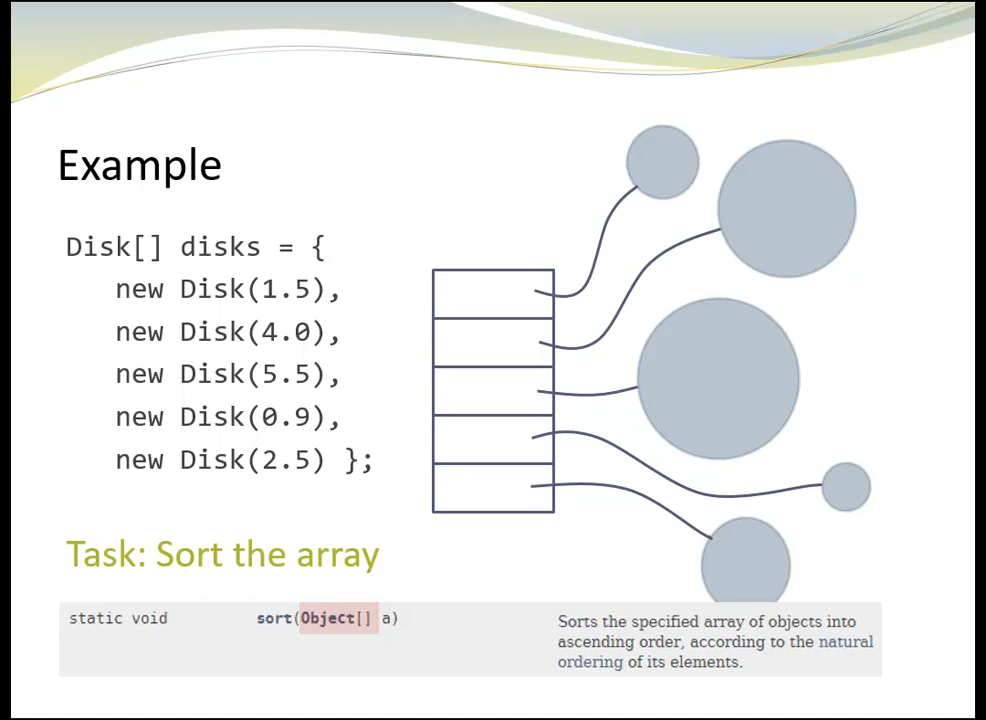 Example
Disk[] disks = {
new Disk(1.5),
new Disk(4.0),
new Disk(5.5),
new Disk(0.9),
new Disk(2.5) };
Task: Sort the array
static void sort(Object[] a) Sorts the specified array of objects into
ascending order, according to the natural
ordering of its elements.